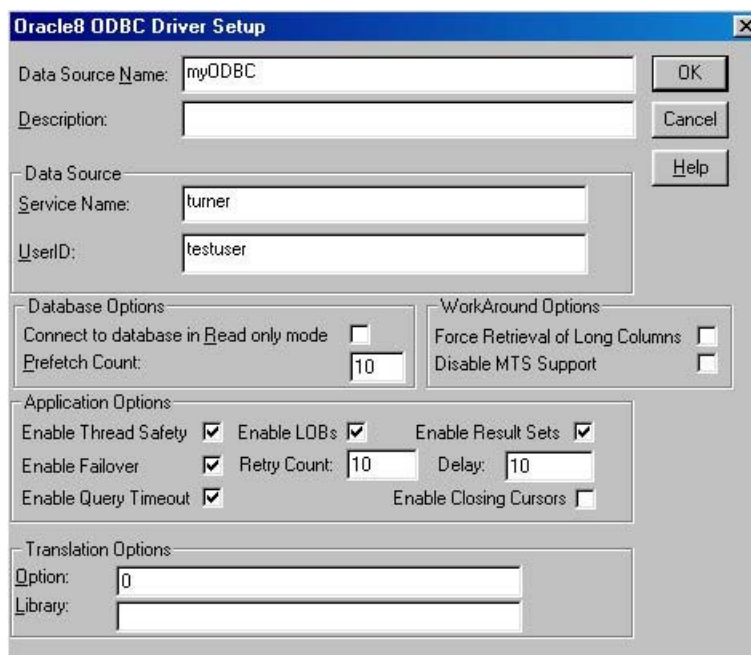 Oracle8 ODBC Driver Setup
Data Source Name: myODBC
OK
Description:
Cancel
Help
Data Source
Service Name: turner
UserID: testuser
Database Options
Connect to database in Read only mode
Prefetch Count: 10
WorkAround Options
Force Retrieval of Long Columns
Disable MTS Support
Application Options
Enable Thread Safety Enable LOBs Enable Result Sets
Enable Failover Retry Count: 10 Delay: 10
Enable Query Timeout Enable Closing Cursors
Translation Options
Option: 0
Library: